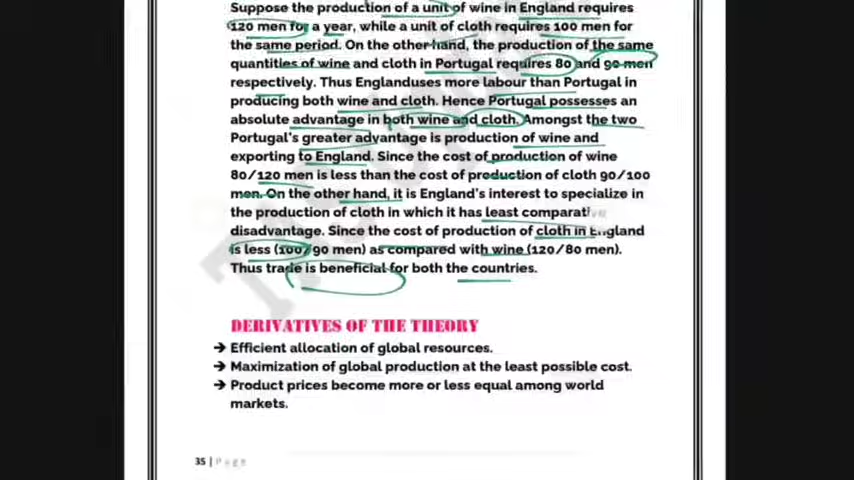 Suppose the production of a unit of wine in England requires
120 men for a year, while a unit of cloth requires 100 men for
the same period. On the other hand, the production of the same
quantities of wine and cloth in Portugal requires 80 and 90 men
respectively. Thus Englanduses more labour than Portugal in
producing both wine and cloth. Hence Portugal possesses an
absolute advantage in both wine and cloth. Amongst the two
Portugal's greater advantage is production of wine and
exporting to England. Since the cost of production of wine
80/120 men is less than the cost of production of cloth 90/100
men. On the other hand, it is England's interest to specialize in
the production of cloth in which it has least comparative
disadvantage. Since the cost of production of cloth in England
is less (100/90 men) as compared with wine (120/80 men).
Thus trade is beneficial for both the countries.
DERIVATIVES OF THE THEORY
→ Efficient allocation of global resources.
→ Maximization of global production at the least possible cost.
→ Product prices become more or less equal among world
markets.
35 | Page